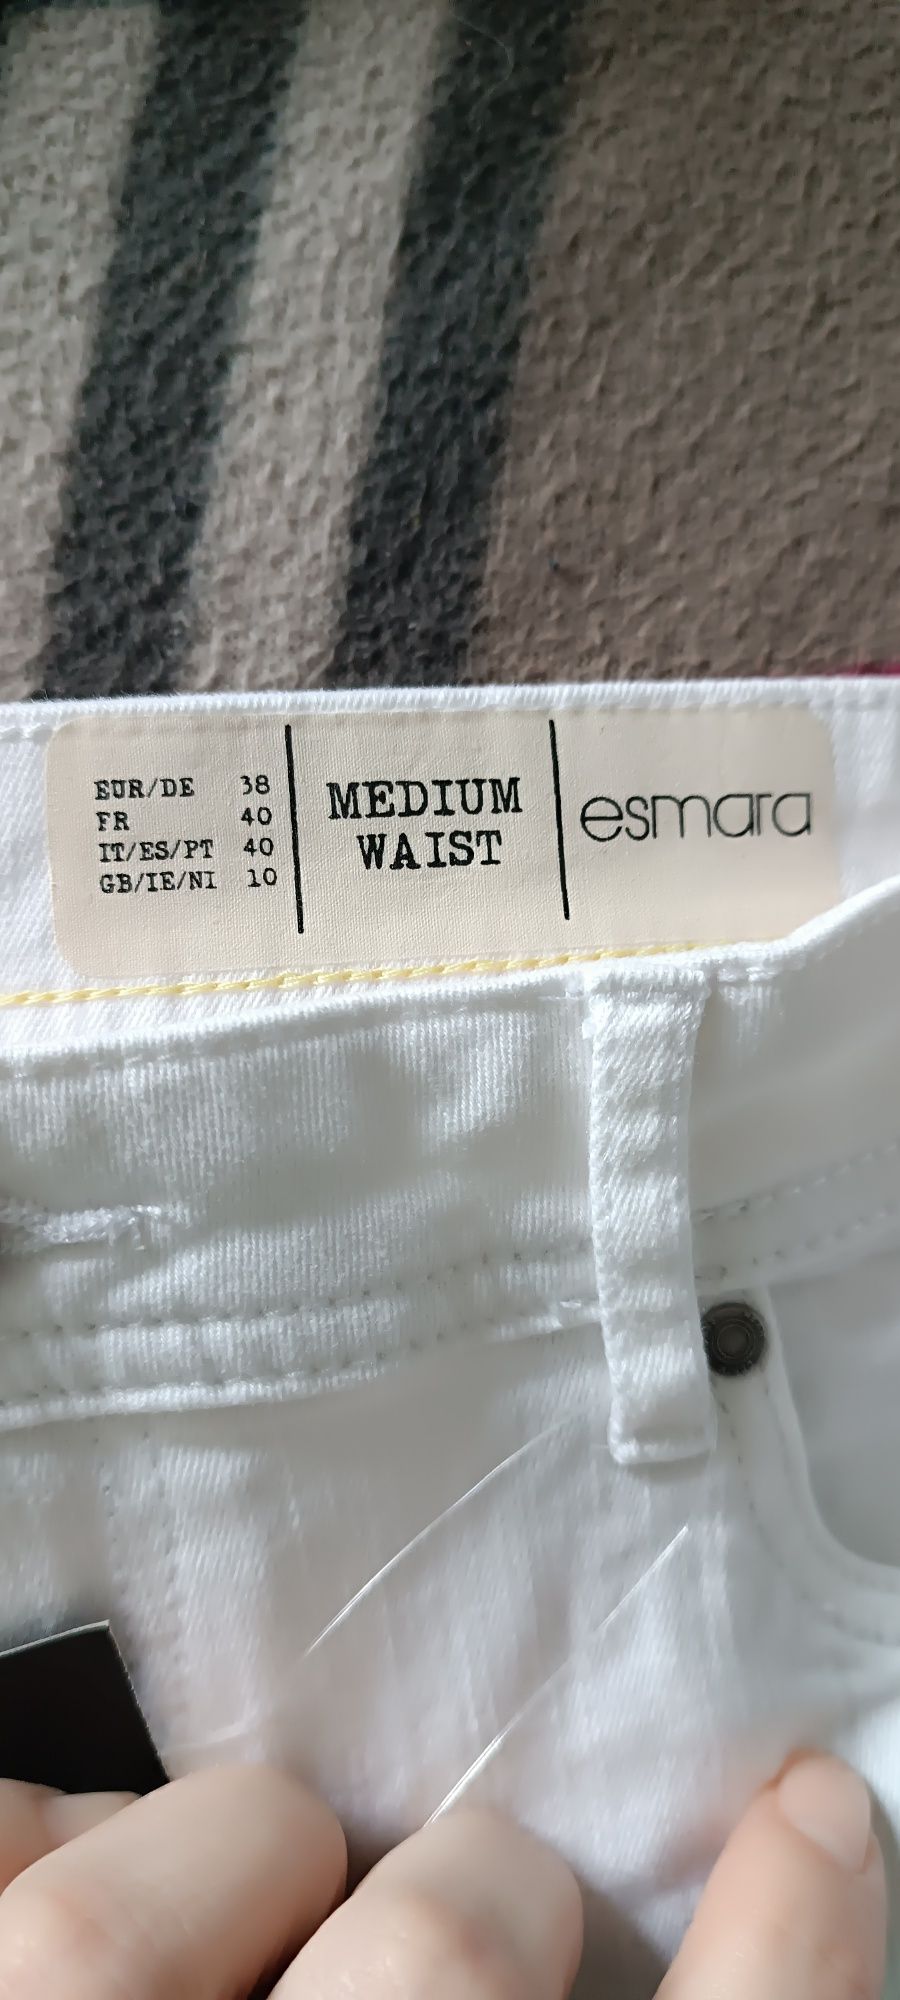 EUR/DE 38
FR 40
IT/ES/PT 40
GB/IE/NI 10
MEDIUM
WAIST
esmara